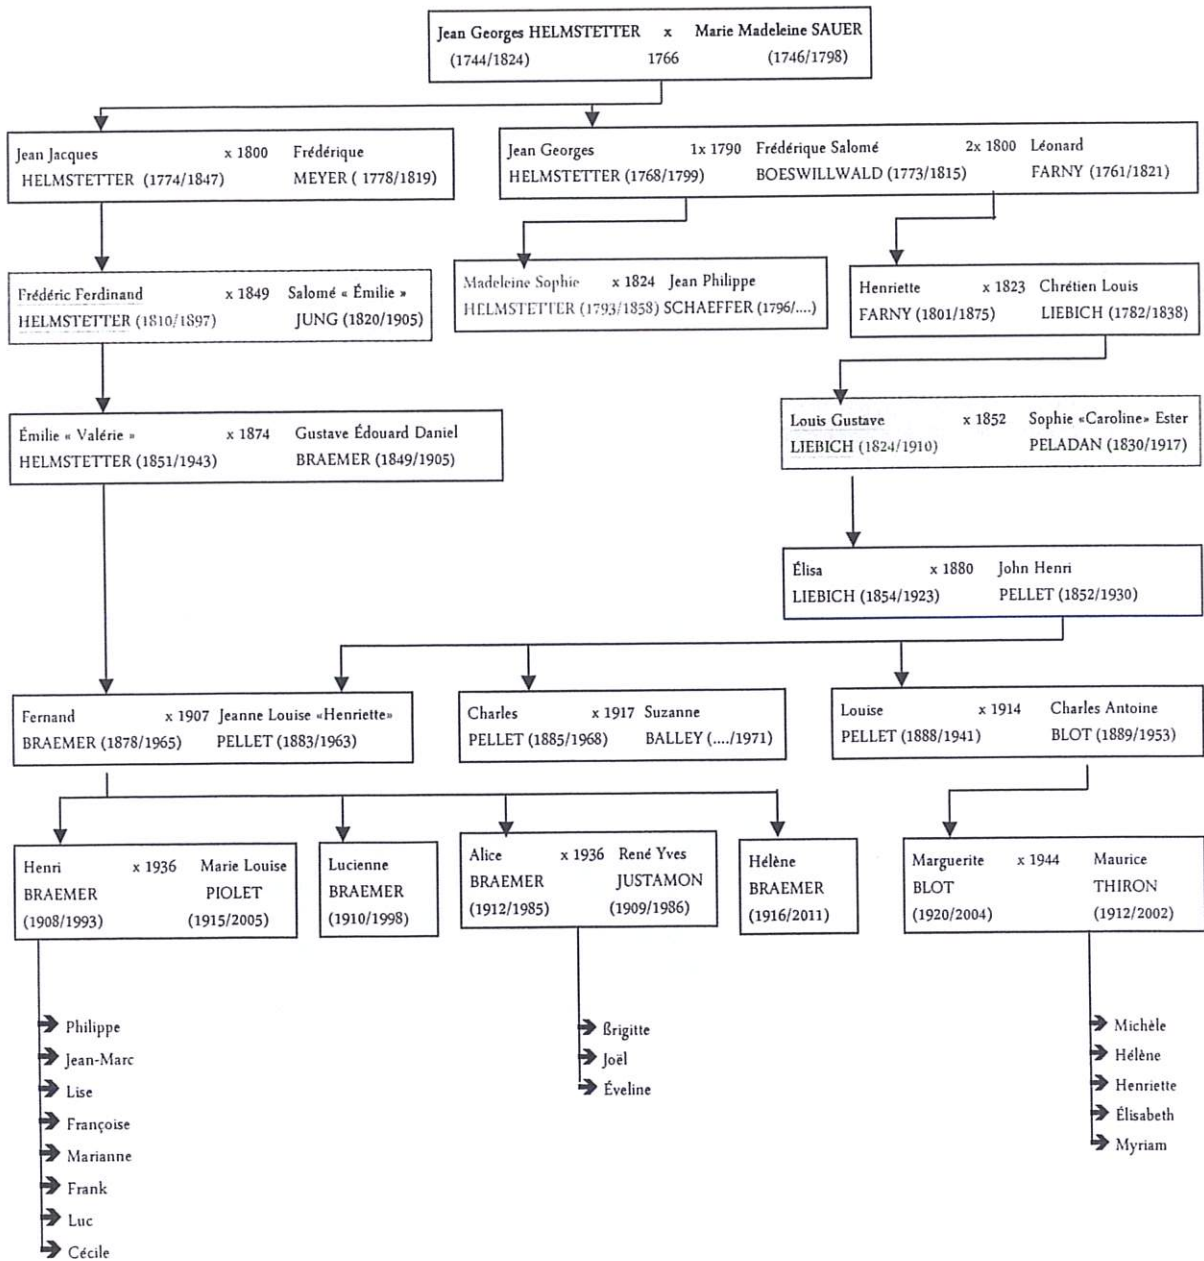 Jean Georges HELMSTETTER x Marie Madeleine SAUER
(1744/1824) 1766 (1746/1798)
Jean Jacques x 1800 Frédérique
HELMSTETTER (1774/1847) MEYER ( 1778/1819)
Jean Georges 1x 1790 Frédérique Salomé 2x 1800 Léonard
HELMSTETTER (1768/1799) BOESWILLWALD (1773/1815) FARNY (1761/1821)
Frédéric Ferdinand x 1849 Salomé « Émilie »
HELMSTETTER (1810/1897) JUNG (1820/1905)
Madeleine Sophie x 1824 Jean Philippe
HELMSTETTER (1793/1858) SCHAEFFER (1796/....)
Henriette x 1823 Chrétien Louis
FARNY (1801/1875) LIEBICH (1782/1838)
Émilie « Valérie » x 1874 Gustave Édouard Daniel
HELMSTETTER (1851/1943) BRAEMER (1849/1905)
Louis Gustave x 1852 Sophie «Caroline» Ester
LIEBICH (1824/1910) PELADAN (1830/1917)
Élisa x 1880 John Henri
LIEBICH (1854/1923) PELLET (1852/1930)
Fernand x 1907 Jeanne Louise «Henriette»
BRAEMER (1878/1965) PELLET (1883/1963)
Charles x 1917 Suzanne
PELLET (1885/1968) BALLEY (..../1971)
Louise x 1914 Charles Antoine
PELLET (1888/1941) BLOT (1889/1953)
Henri x 1936 Marie Louise
BRAEMER PIOLET
(1908/1993) (1915/2005)
Lucienne
BRAEMER
(1910/1998)
Alice x 1936 René Yves
BRAEMER JUSTAMON
(1912/1985) (1909/1986)
Hélène
BRAEMER
(1916/2011)
Marguerite x 1944 Maurice
BLOT THIRON
(1920/2004) (1912/2002)
Philippe
Jean-Marc
Lise
Françoise
Marianne
Frank
Luc
Cécile
Brigitte
Joël
Éveline
Michèle
Hélène
Henriette
Élisabeth
Myriam